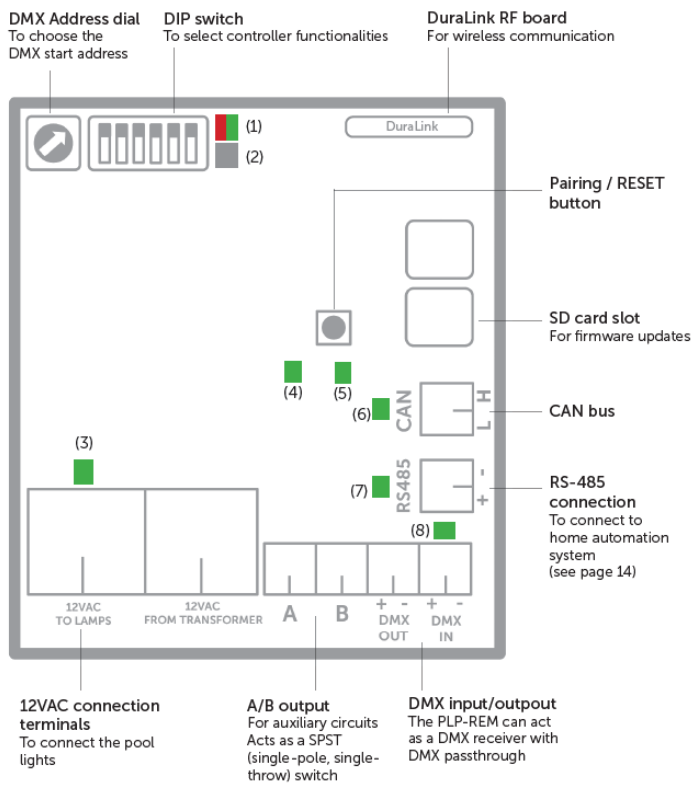 DMX Address dial
To choose the
DMX start address
DIP switch
To select controller functionalities
DuraLink RF board
For wireless communication
(1)
(2)
DuraLink
Pairing / RESET
button
SD card slot
For firmware updates
(4)
(5)
(6)
CAN
H
L
CAN bus
(3)
(7)
RS485
-
+
RS-485
connection
To connect to
home automation
system
(see page 14)
(8)
12VAC
TO LAMPS
12VAC
FROM TRANSFORMER
A
B
+ -
DMX
OUT
+ -
DMX
IN
12VAC connection
terminals
To connect the pool
lights
A/B output
For auxiliary circuits
Acts as a SPST
(single-pole, single-
throw) switch
DMX input/outpout
The PLP-REM can act
as a DMX receiver with
DMX passthrough